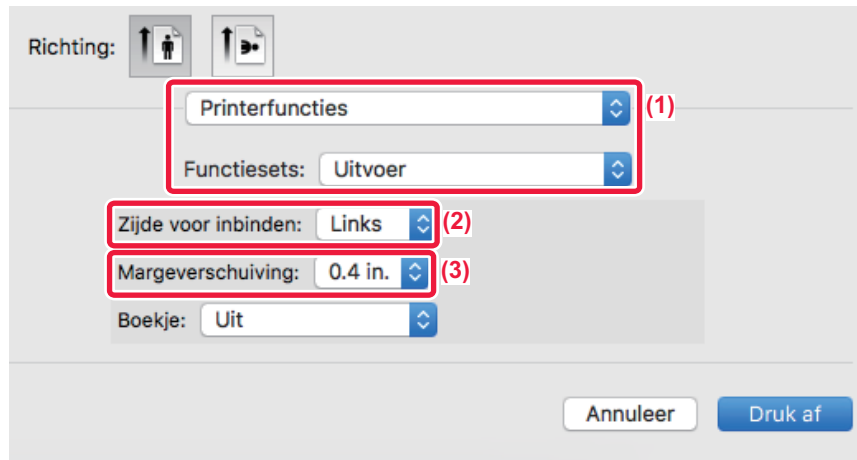 Richting:
Printerfuncties (1)
Functiesets: Uitvoer
Zijde voor inbinden: Links (2)
Margeverschuiving: 0.4 in. (3)
Boekje: Uit
Annuleer Druk af